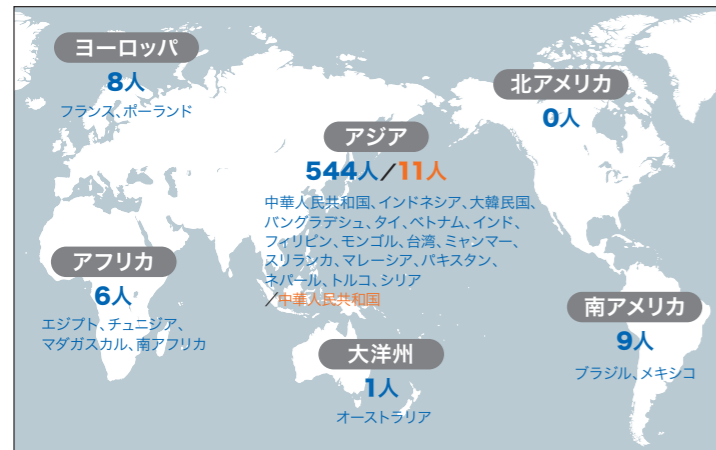 ヨーロッパ
8人
フランス、ポーランド
北アメリカ
0人
アジア
544人／11人
中華人民共和国、インドネシア、大韓民国、
バングラデシュ、タイ、ベトナム、インド、
フィリピン、モンゴル、台湾、ミャンマー、
スリランカ、マレーシア、パキスタン、
ネパール、トルコ、シリア
／中華人民共和国
アフリカ
6人
エジプト、チュニジア、
マダガスカル、南アフリカ
大洋州
1人
オーストラリア
南アメリカ
9人
ブラジル、メキシコ